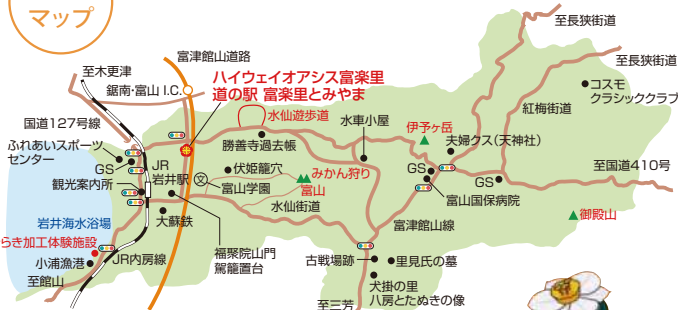 マップ
富津館山道路
至木更津
鋸南・富山 I.C.
ハイウェイオアシス富楽里
道の駅 富楽里とみやま
至長狭街道
至長狭街道
コスモ
クラシッククラブ
紅梅街道
国道127号線
水仙遊歩道
水車小屋
伊予ヶ岳
夫婦クス(天神社)
ふれあいスポーツ
センター
勝善寺過去帳
GS
JR
岩井駅
伏姫籠穴
みかん狩り
富山
文
富山学園
GS
GS
至国道410号
観光案内所
水仙街道
富山国保病院
御殿山
岩井海水浴場
大蘇鉄
富津館山線
らき加工体験施設
小浦漁港
JR内房線
福聚院山門
駕籠置台
古戦場跡
里見氏の墓
至館山
犬掛の里
八房とたぬきの像
至三芳